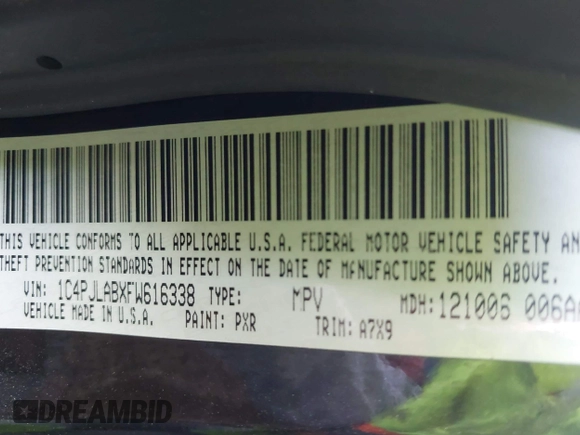 THIS VEHICLE CONFORMS TO ALL APPLICABLE U.S.A. FEDERAL MOTOR VEHICLE SAFETY AN
THEFT PREVENTION STANDARDS IN EFFECT ON THE DATE OF MANUFACTURE SHOWN ABOVE.
VIN: 1C4PJLABXFW616338 TYPE: MPV MDH: 121006 006A
VEHICLE MADE IN U.S.A. PAINT: PXR TRIM: A7X9
DREAMBID